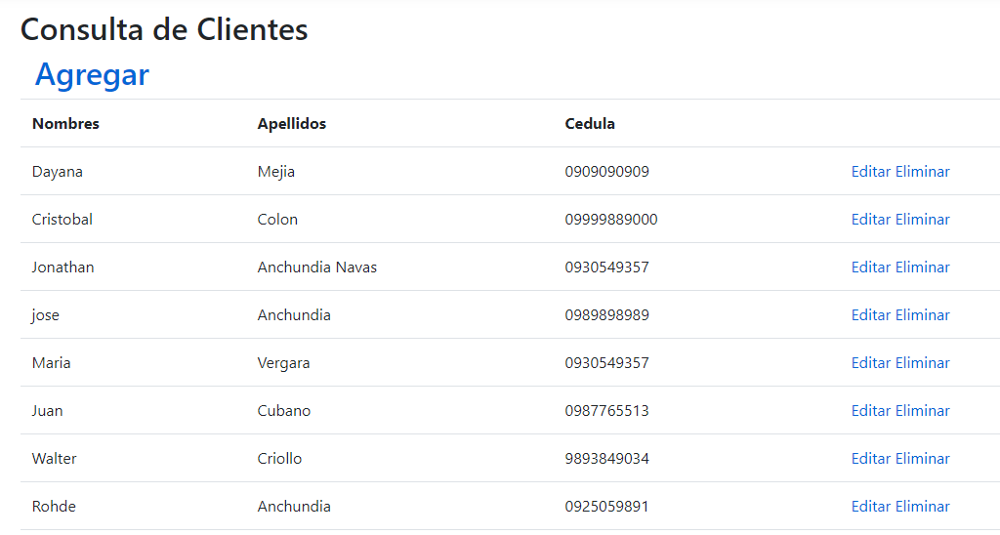 Consulta de Clientes
Agregar
Nombres Apellidos Cedula
Dayana Mejia 0909090909 Editar Eliminar
Cristobal Colon 09999889000 Editar Eliminar
Jonathan Anchundia Navas 0930549357 Editar Eliminar
jose Anchundia 0989898989 Editar Eliminar
Maria Vergara 0930549357 Editar Eliminar
Juan Cubano 0987765513 Editar Eliminar
Walter Criollo 9893849034 Editar Eliminar
Rohde Anchundia 0925059891 Editar Eliminar